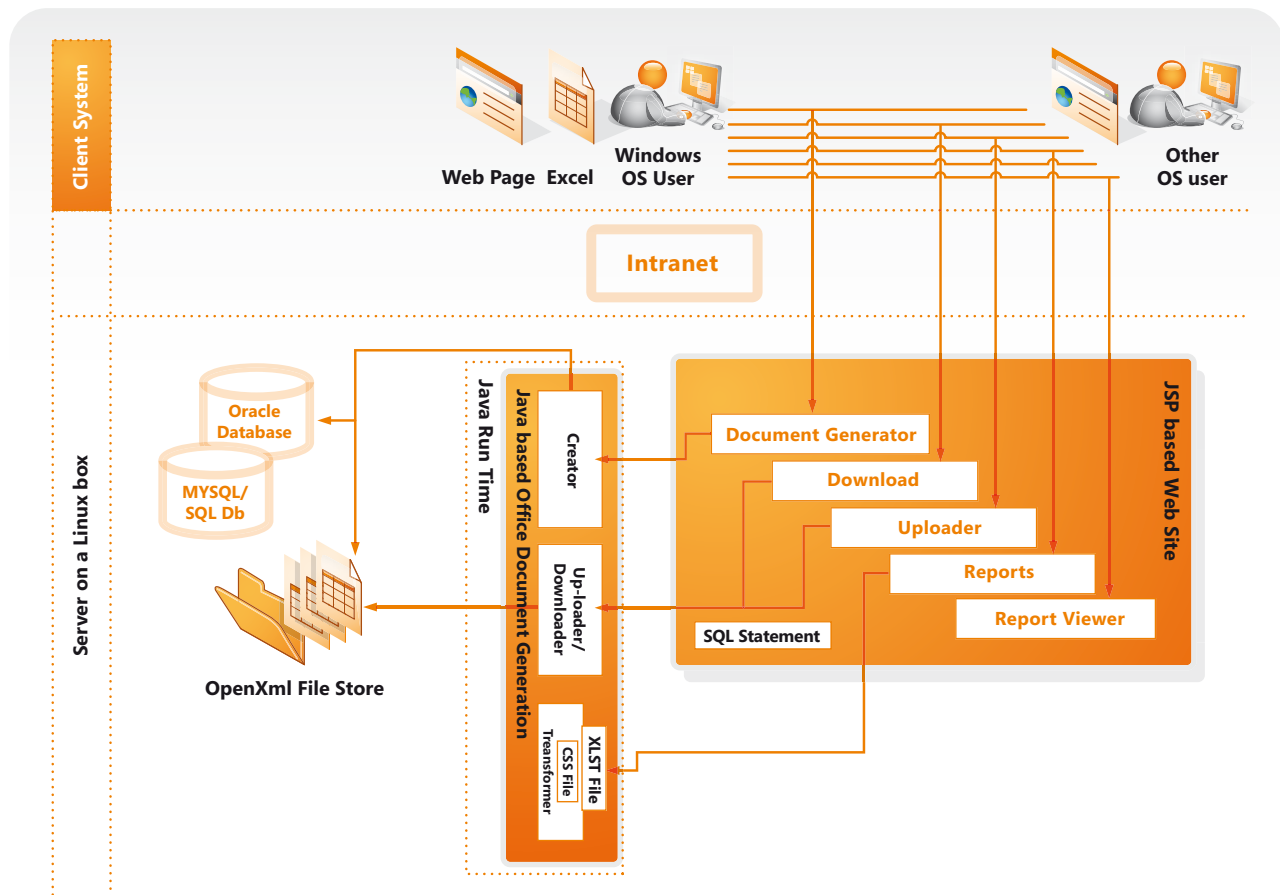 Client System
Web Page
Excel
Windows
OS User
Other
OS user
Intranet
Server on a Linux box
Oracle
Database
MYSQL/
SQL Db
OpenXml File Store
Java Run Time
Java based Office Document Generation
Creator
Up-loader/
Downloader
XLST File
CSS File
Treansformer
JSP based Web Site
Document Generator
Download
Uploader
Reports
Report Viewer
SQL Statement